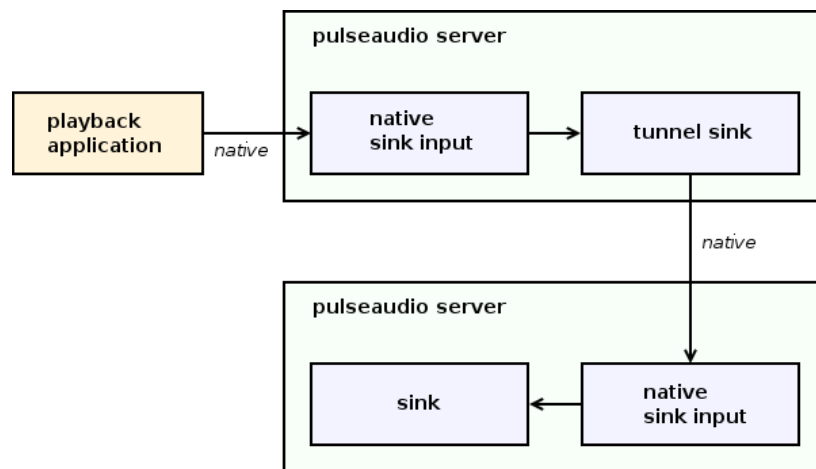 pulseaudio server
playback
application
native
native
sink input
tunnel sink
native
pulseaudio server
sink
native
sink input